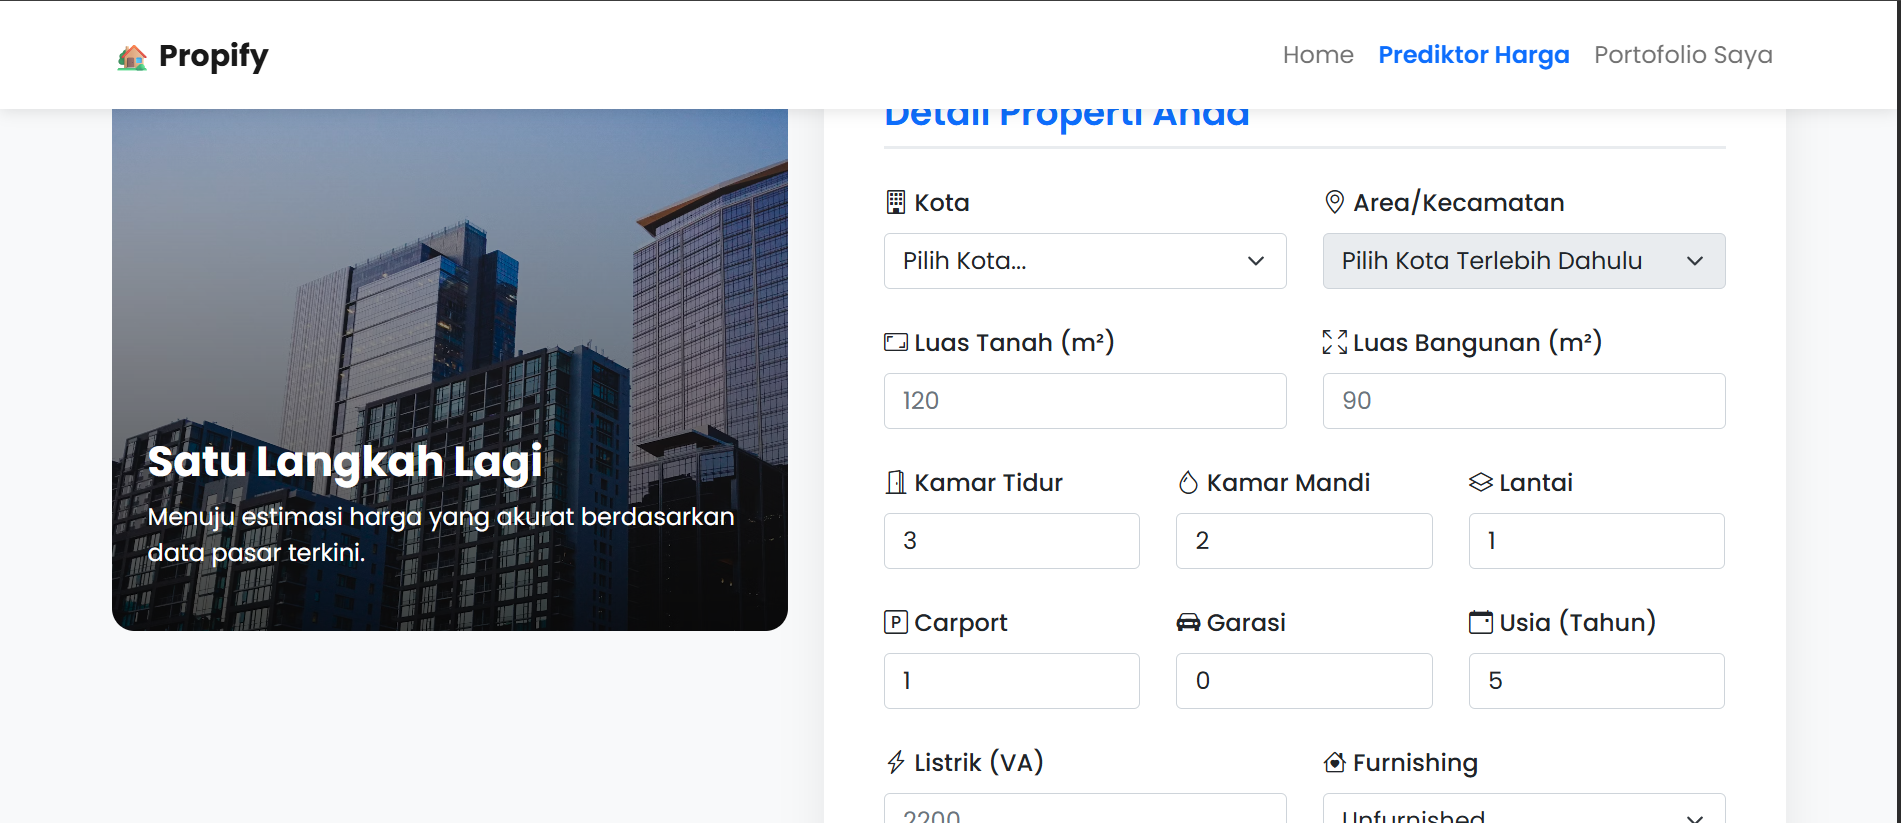 Propify
Home Prediktor Harga Portofolio Saya
Satu Langkah Lagi
Menuju estimasi harga yang akurat berdasarkan
data pasar terkini.
Detail Properti Anda
Kota Area/Kecamatan
Pilih Kota... Pilih Kota Terlebih Dahulu
Luas Tanah (m²) Luas Bangunan (m²)
120 90
Kamar Tidur Kamar Mandi Lantai
3 2 1
P Carport Garasi Usia (Tahun)
1 0 5
Listrik (VA) Furnishing
2200 Unfurnished